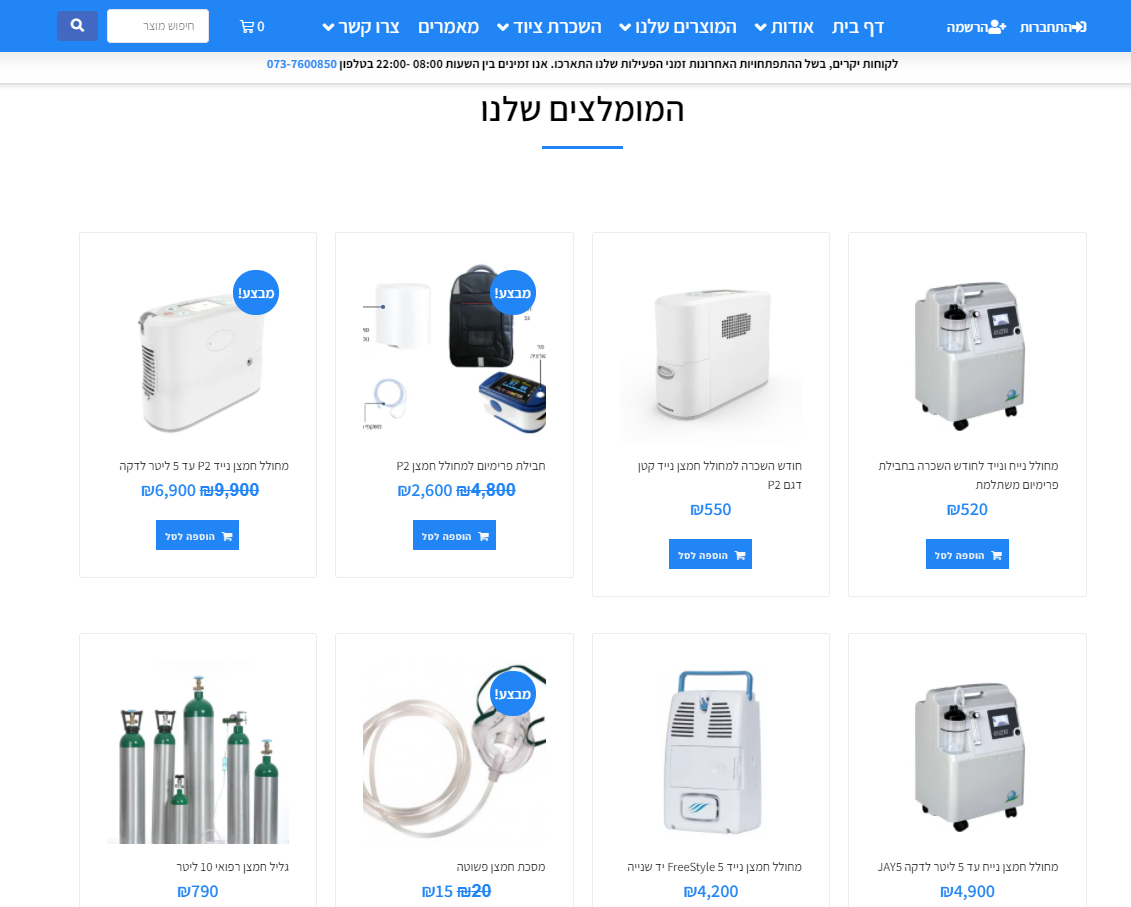 התחברות
הרשמה
דף בית
אודות
המוצרים שלנו
השכרת ציוד
מאמרים
צרו קשר
0
חיפוש מוצר
לקוחות יקרים, בשל ההתפתחויות האחרונות זמני הפעילות שלנו התארכו. אנו זמינים בין השעות 08:00 -22:00 בטלפון 073-7600850
המומלצים שלנו
מחולל נייח ונייד לחודש השכרה בחבילת
פרימיום משתלמת
₪520
הוספה לסל
חודש השכרה למחולל חמצן נייד קטן
דגם P2
₪550
הוספה לסל
מבצע!
חבילת פרימיום למחולל חמצן P2
₪4,800 ₪2,600
הוספה לסל
מבצע!
מחולל חמצן נייד P2 עד 5 ליטר לדקה
₪9,900 ₪6,900
הוספה לסל
מחולל חמצן נייח עד 5 ליטר לדקה JAY5
₪4,900
מחולל חמצן נייד FreeStyle 5 יד שנייה
₪4,200
מבצע!
מסכת חמצן פשוטה
₪20 ₪15
גליל חמצן רפואי 10 ליטר
₪790